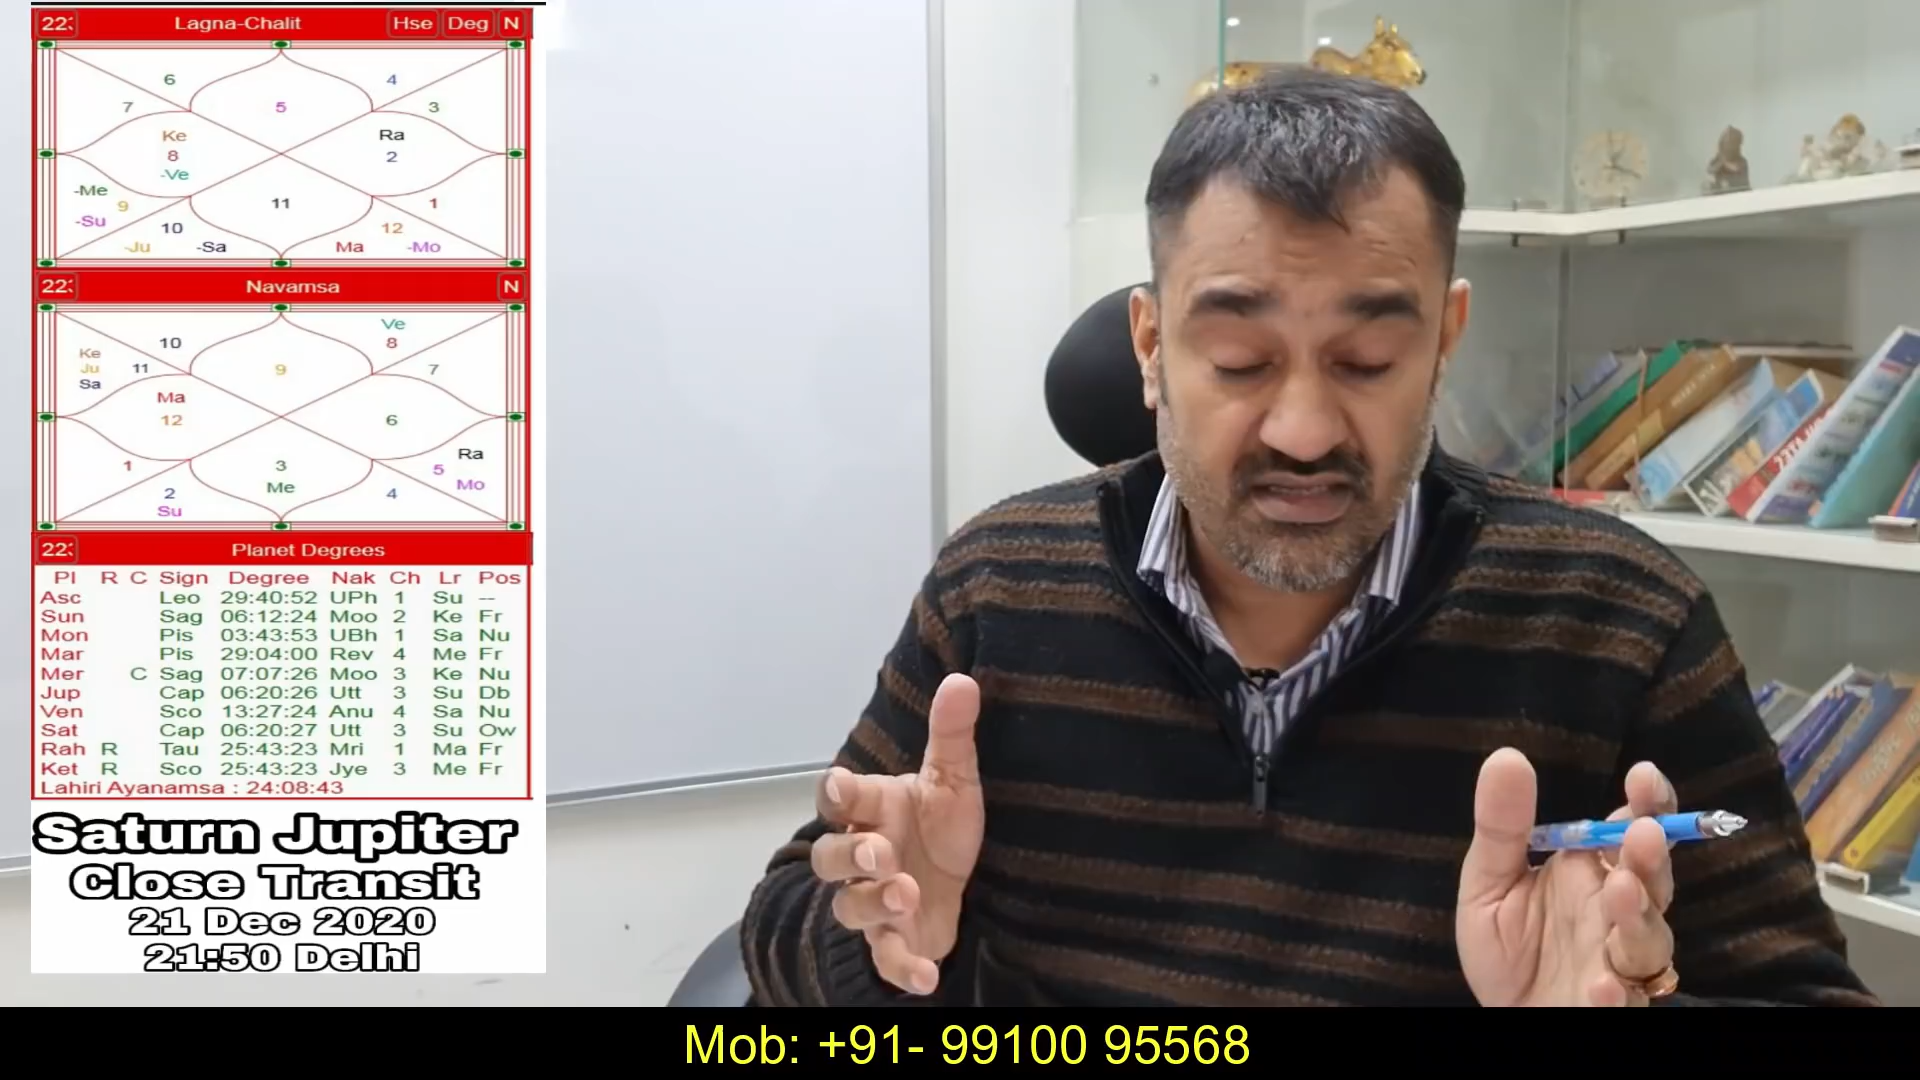 223 Lagna-Chalit Hse Deg N
6 4
7 5 3
Ke Ra
8 2
-Ve
-Me
9 11 1
-Su
10 12
-Ju -Sa Ma -Mo
223 Navamsa N
Ve
10 8
Ke
Ju 11 9 7
Sa
Ma
12 6
Ra
1 3 5
Me Mo
2 4
Su
223 Planet Degrees
Pl R C Sign Degree Nak Ch Lr Pos
Asc Leo 29:40:52 UPh 1 Su --
Sun Sag 06:12:24 Moo 2 Ke Fr
Mon Pis 03:43:53 UBh 1 Sa Nu
Mar Pis 29:04:00 Rev 4 Me Fr
Mer C Sag 07:07:26 Moo 3 Ke Nu
Jup Cap 06:20:26 Utt 3 Su Db
Ven Sco 13:27:24 Anu 4 Sa Nu
Sat Cap 06:20:27 Utt 3 Su Ow
Rah R Tau 25:43:23 Mri 1 Ma Fr
Ket R Sco 25:43:23 Jye 3 Me Fr
Lahiri Ayanamsa : 24:08:43
Saturn Jupiter
Close Transit
21 Dec 2020
21:50 Delhi
Mob: +91- 99100 95568